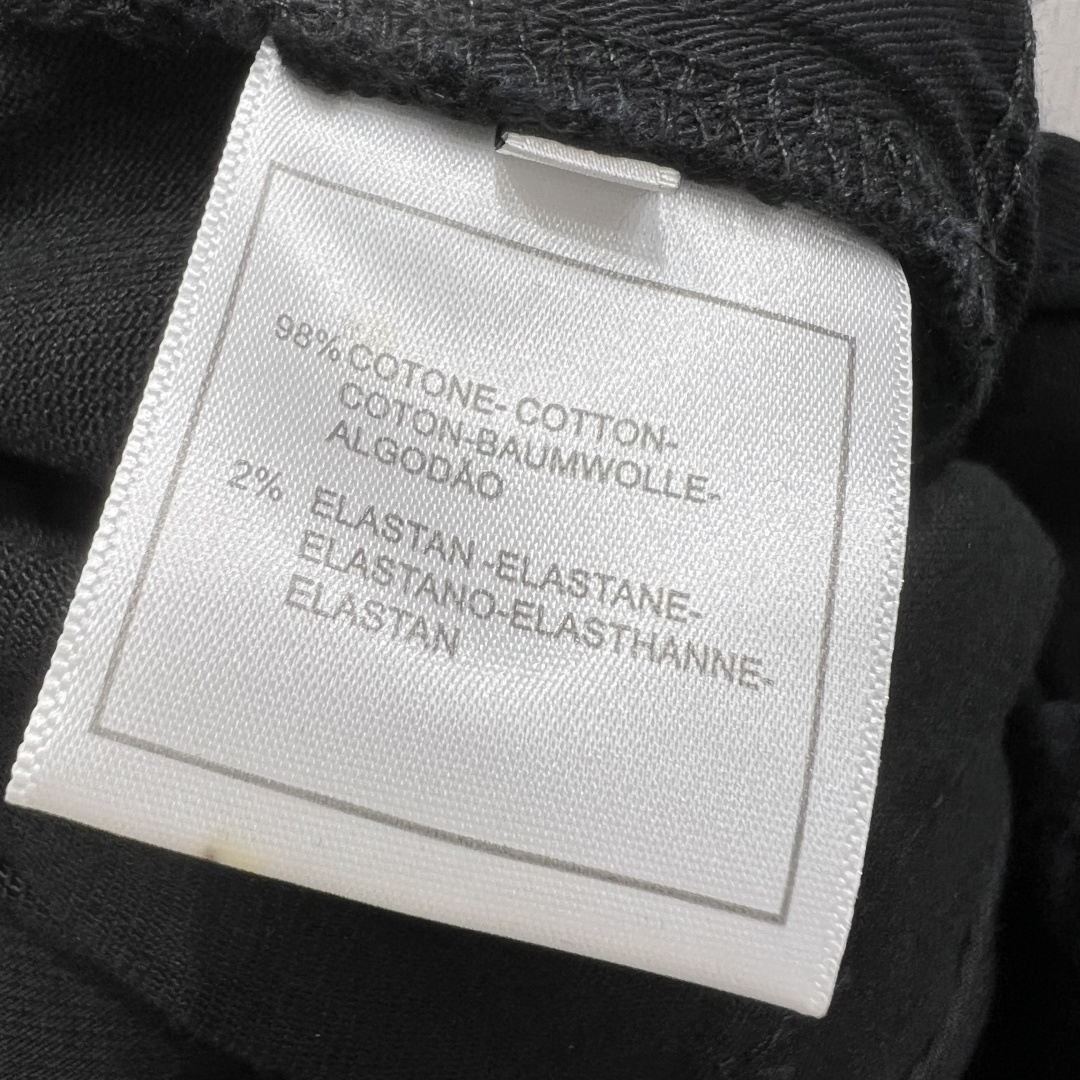 98% COTONE- COTTON-
COTON-BAUMWOLLE-
ALGODÃO
2% ELASTAN -ELASTANE-
ELASTANO-ELASTHANNE-
ELASTAN